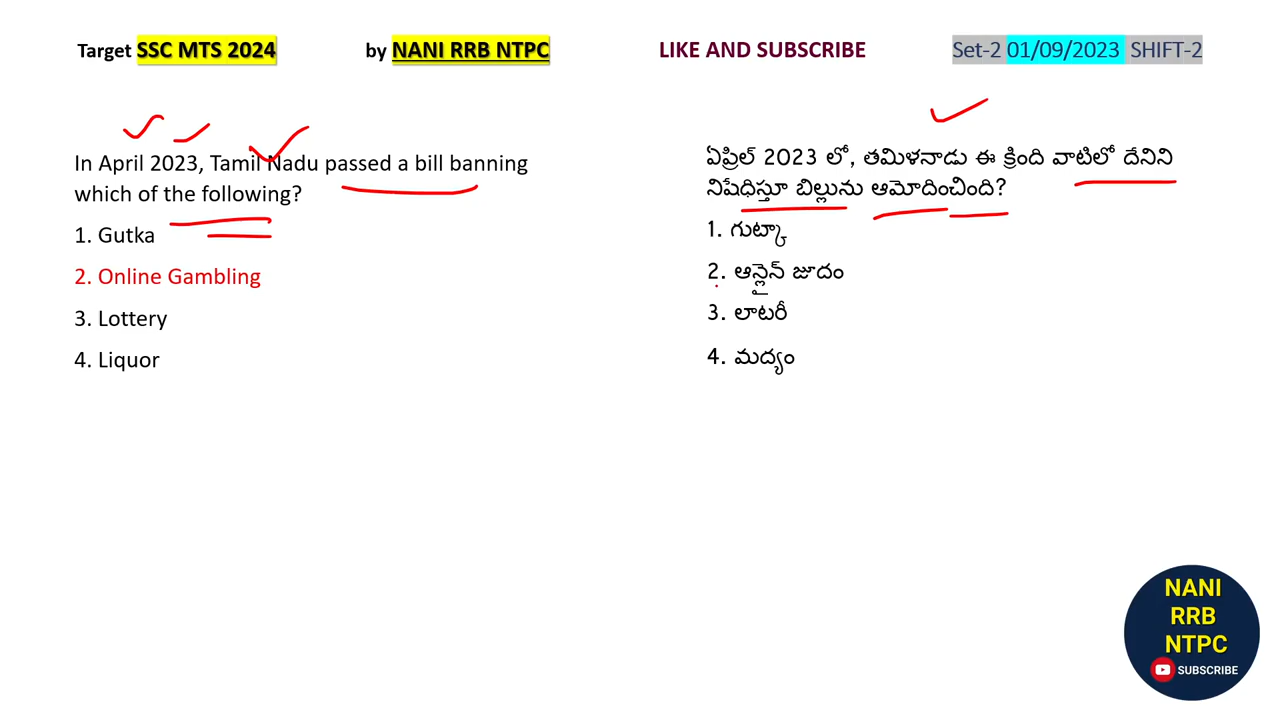 Target SSC MTS 2024 by NANI RRB NTPC LIKE AND SUBSCRIBE Set-2 01/09/2023 SHIFT-2
In April 2023, Tamil Nadu passed a bill banning
which of the following?
1. Gutka
2. Online Gambling
3. Lottery
4. Liquor
ఏప్రిల్ 2023 లో, తమిళనాడు ఈ క్రింది వాటిలో దేనిని
నిషేధిస్తూ బిల్లును ఆమోదించింది?
1. గుట్కా
2. ఆన్లైన్ జూదం
3. లాటరీ
4. మద్యం
NANI
RRB
NTPC
SUBSCRIBE